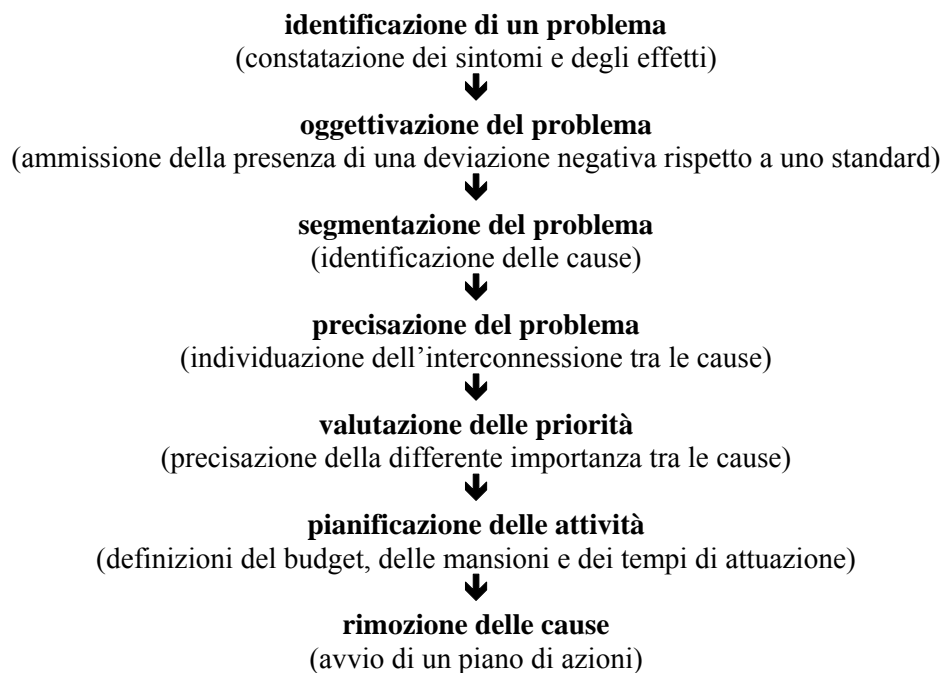 identificazione di un problema
(constatazione dei sintomi e degli effetti)
oggettivazione del problema
(ammissione della presenza di una deviazione negativa rispetto a uno standard)
segmentazione del problema
(identificazione delle cause)
precisazione del problema
(individuazione dell’interconnessione tra le cause)
valutazione delle priorità
(precisazione della differente importanza tra le cause)
pianificazione delle attività
(definizioni del budget, delle mansioni e dei tempi di attuazione)
rimozione delle cause
(avvio di un piano di azioni)